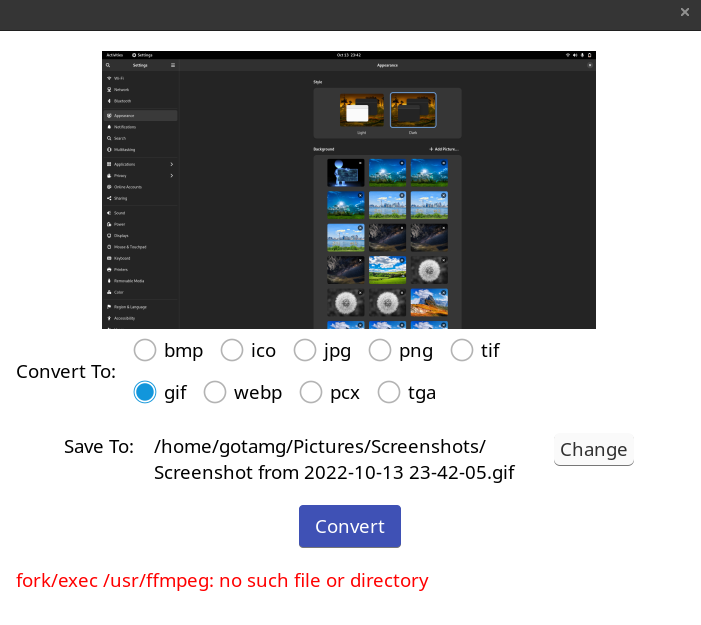 Activities Settings Oct 13 23:42
Settings Appearance
Wi-Fi
Network
Bluetooth
Appearance
Notifications
Search
Multitasking
Applications
Privacy
Online Accounts
Sharing
Sound
Power
Displays
Mouse & Touchpad
Keyboard
Printers
Removable Media
Color
Region & Language
Accessibility
Style
Light Dark
Background + Add Picture...
Convert To:
bmp ico jpg png tif
gif webp pcx tga
Save To: /home/gotamg/Pictures/Screenshots/
Screenshot from 2022-10-13 23-42-05.gif
Change
Convert
fork/exec /usr/ffmpeg: no such file or directory